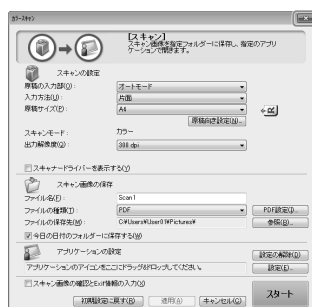 カラースキャン
[スキャン]
スキャン画像を指定フォルダーに保存し、指定のアプリケーションで開きます。
スキャンの設定
原稿の入力部(O): オートモード
入力方法(U): 片面
原稿サイズ(P): A4
原稿向き設定(N)...
スキャンモード: カラー
出力解像度(Q): 300 dpi
スキャナードライバーを表示する(Y)
スキャン画像の保存
ファイル名(F): Scan1
ファイルの種類(T): PDF PDF設定(D)...
ファイルの保存先(M): C:¥Users¥User01¥Pictures¥ 参照(B)...
今日の日付のフォルダーに保存する(W)
アプリケーションの設定 設定の解除(D)
アプリケーションのアイコンをここにドラッグ&ドロップしてください。 設定(E)...
スキャン画像の確認とExif情報の入力(X)
初期設定に戻す(R) 適用(A) キャンセル(C) スタート